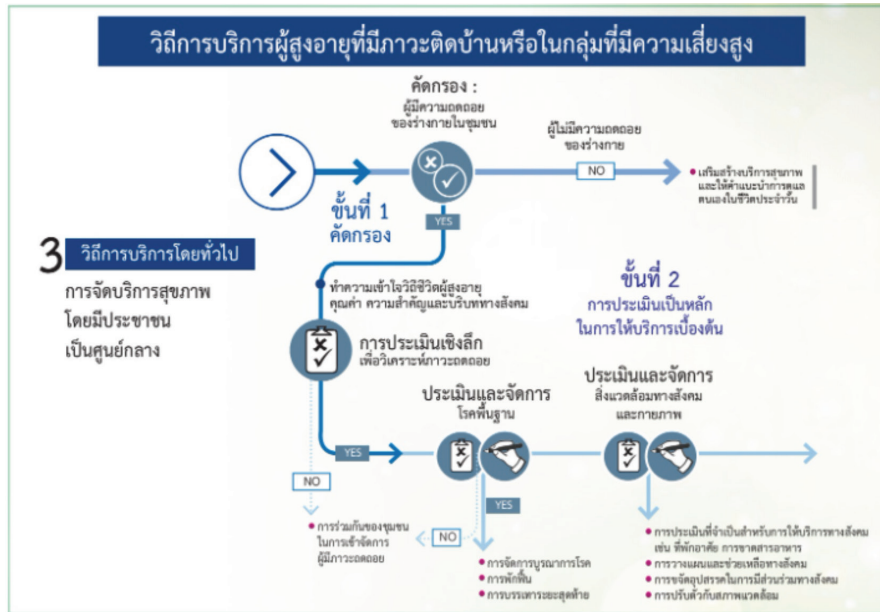 วิถีการบริการผู้สูงอายุที่มีภาวะติดบ้านหรือในกลุ่มที่มีความเสี่ยงสูง
คัดกรอง :
ผู้มีความถดถอย
ของร่างกายในชุมชน
ผู้ไม่มีความถดถอย
ของร่างกาย
NO
• เสริมสร้างบริการสุขภาพ
และให้คำแนะนำการดูแล
ตนเองในชีวิตประจำวัน
ขั้นที่ 1
คัดกรอง
YES
3 วิถีการบริการโดยทั่วไป
การจัดบริการสุขภาพ
โดยมีประชาชน
เป็นศูนย์กลาง
ทำความเข้าใจวิถีชีวิตผู้สูงอายุ
คุณค่า ความสำคัญและบริบททางสังคม
ขั้นที่ 2
การประเมินเป็นหลัก
ในการให้บริการเบื้องต้น
การประเมินเชิงลึก
เพื่อวิเคราะห์ภาวะถดถอย
ประเมินและจัดการ
โรคพื้นฐาน
ประเมินและจัดการ
สิ่งแวดล้อมทางสังคม
และกายภาพ
YES
NO
YES
• การร่วมกันของชุมชน
ในการเข้าจัดการ
ผู้มีภาวะถดถอย
NO
• การจัดการบูรณาการโรค
• การพักฟื้น
• การบรรเทาระยะสุดท้าย
• การประเมินที่จำเป็นสำหรับการให้บริการทางสังคม
เช่น ที่พักอาศัย การขาดสารอาหาร
• การวางแผนและช่วยเหลือทางสังคม
• การขจัดอุปสรรคในการมีส่วนร่วมทางสังคม
• การปรับตัวกับสภาพแวดล้อม